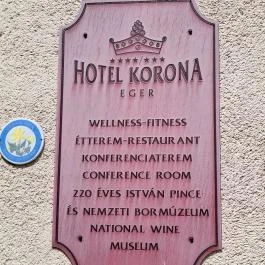 HOTEL KORONA
EGER
WELLNESS-FITNESS
ÉTTEREM-RESTAURANT
KONFERENCIATEREM
CONFERENCE ROOM
220 ÉVES ISTVÁN PINCE
ÉS NEMZETI BORMÚZEUM
NATIONAL WINE
MUSEUM